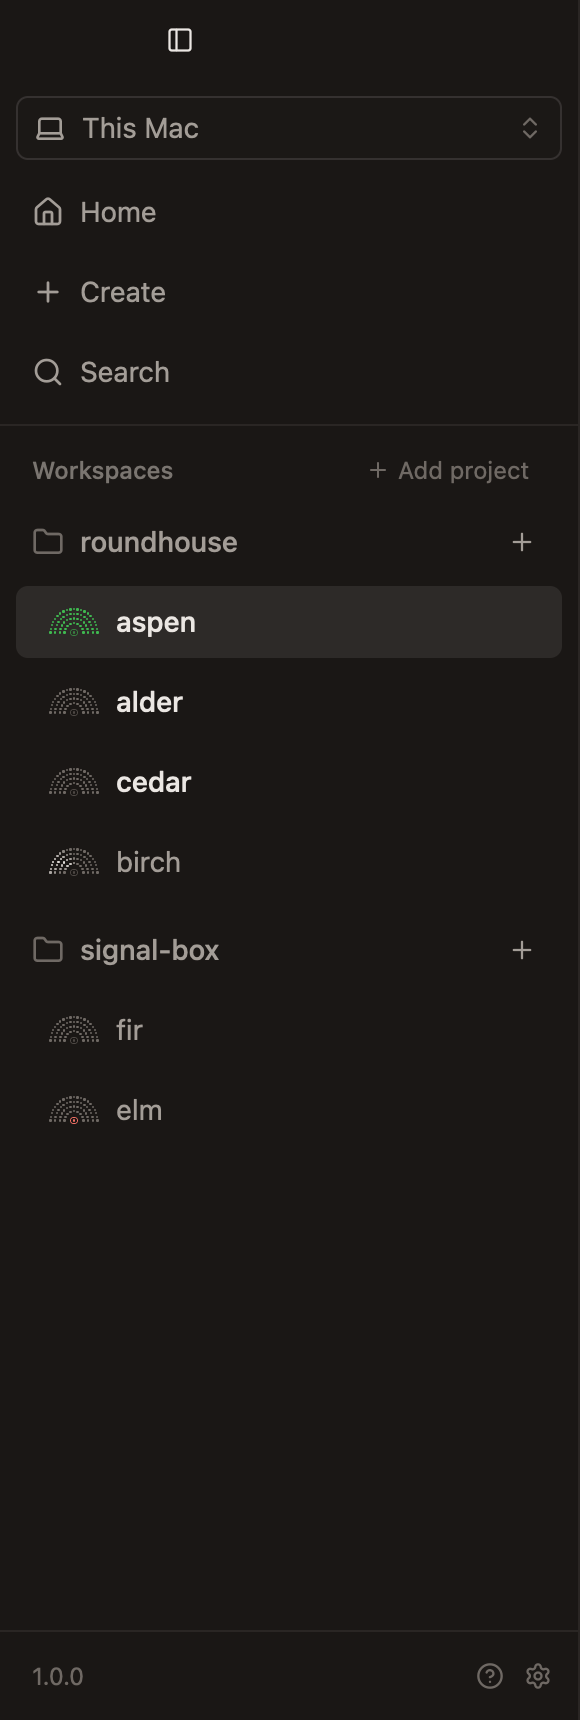 This Mac
Home
Create
Search
Workspaces
Add project
roundhouse
aspen
alder
cedar
birch
signal-box
fir
elm
1.0.0